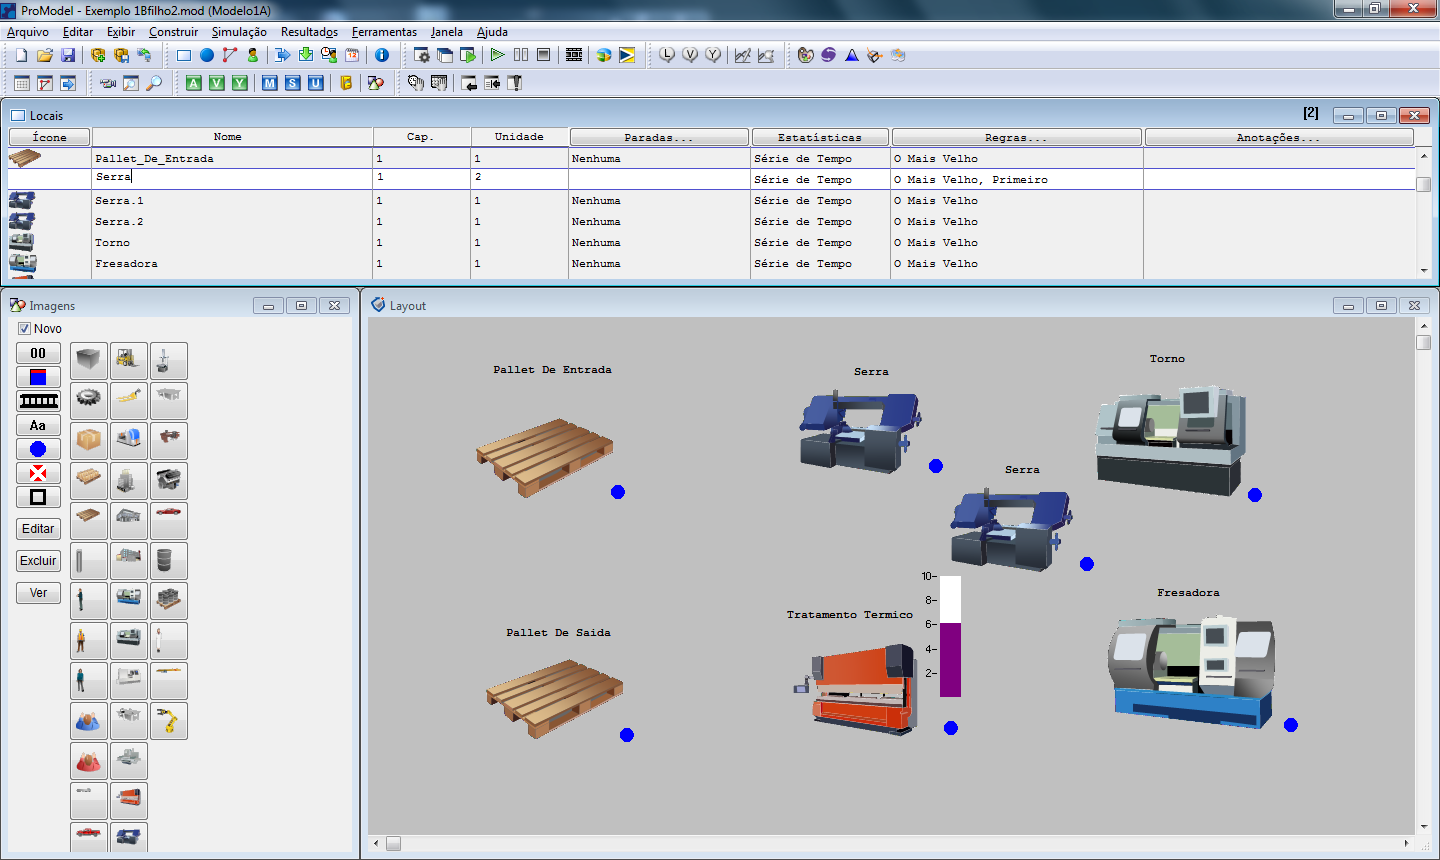 ProModel - Exemplo 1Bfilho2.mod (Modelo1A)
Arquivo Editar Exibir Construir Simulação Resultados Ferramentas Janela Ajuda
L V Y
A V Y M S U
Locais [2]
Ícone Nome Cap. Unidade Paradas... Estatísticas Regras... Anotações...
Pallet_De_Entrada 1 1 Nenhuma Série de Tempo O Mais Velho
Serra 1 2 Série de Tempo O Mais Velho, Primeiro
Serra.1 1 1 Nenhuma Série de Tempo O Mais Velho
Serra.2 1 1 Nenhuma Série de Tempo O Mais Velho
Torno 1 1 Nenhuma Série de Tempo O Mais Velho
Fresadora 1 1 Nenhuma Série de Tempo O Mais Velho
Imagens
Novo
00
Aa
Editar
Excluir
Ver
Layout
Pallet De Entrada
Serra
Torno
Serra
10-
8-
6-
4-
2-
Tratamento Termico
Fresadora
Pallet De Saida